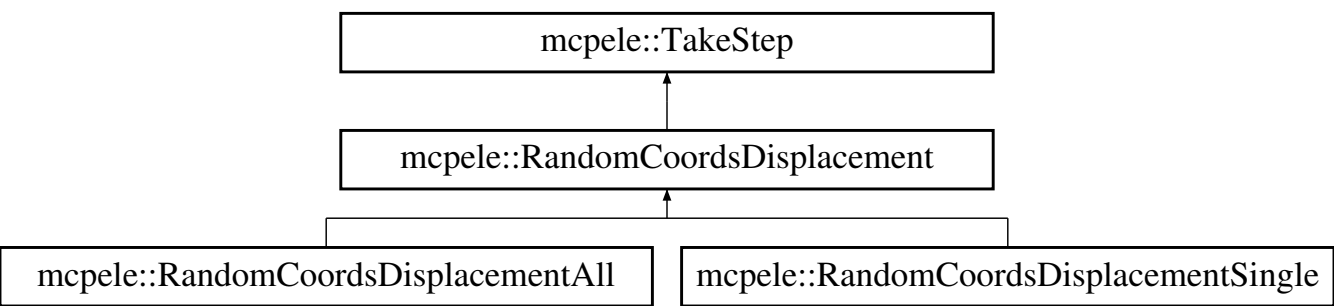 mcpele::TakeStep
mcpele::RandomCoordsDisplacement
mcpele::RandomCoordsDisplacementAll
mcpele::RandomCoordsDisplacementSingle